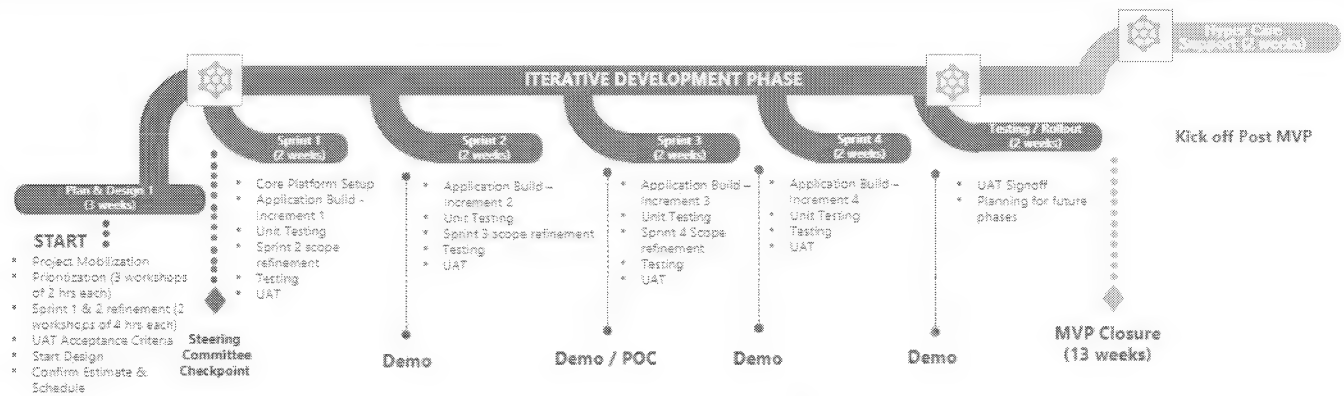 Hyper Care
Support (2 weeks)
ITERATIVE DEVELOPMENT PHASE
Kick off Post MVP
Plan & Design 1
(3 weeks)
START
* Project Mobilization
* Prioritization (3 workshops
of 2 hrs each)
* Sprint 1 & 2 refinement (2
workshops of 4 hrs each)
* UAT Acceptance Criteria
* Start Design
* Confirm Estimate &
Schedule
Steering
Committee
Checkpoint
Sprint 1
(2 weeks)
* Core Platform Setup
* Application Build -
Increment 1
* Unit Testing
* Sprint 2 scope
refinement
* Testing
* UAT
Sprint 2
(2 weeks)
* Application Build –
Increment 2
* Unit Testing
* Sprint 3 scope refinement
* Testing
* UAT
Demo
Sprint 3
(2 weeks)
* Application Build –
Increment 3
* Unit Testing
* Sprint 4 Scope
refinement
* Testing
* UAT
Demo / POC
Sprint 4
(2 weeks)
* Application Build –
Increment 4
* Unit Testing
* Testing
* UAT
Demo
Testing / Rollout
(2 weeks)
* UAT Signoff
* Planning for future
phases
Demo
MVP Closure
(13 weeks)